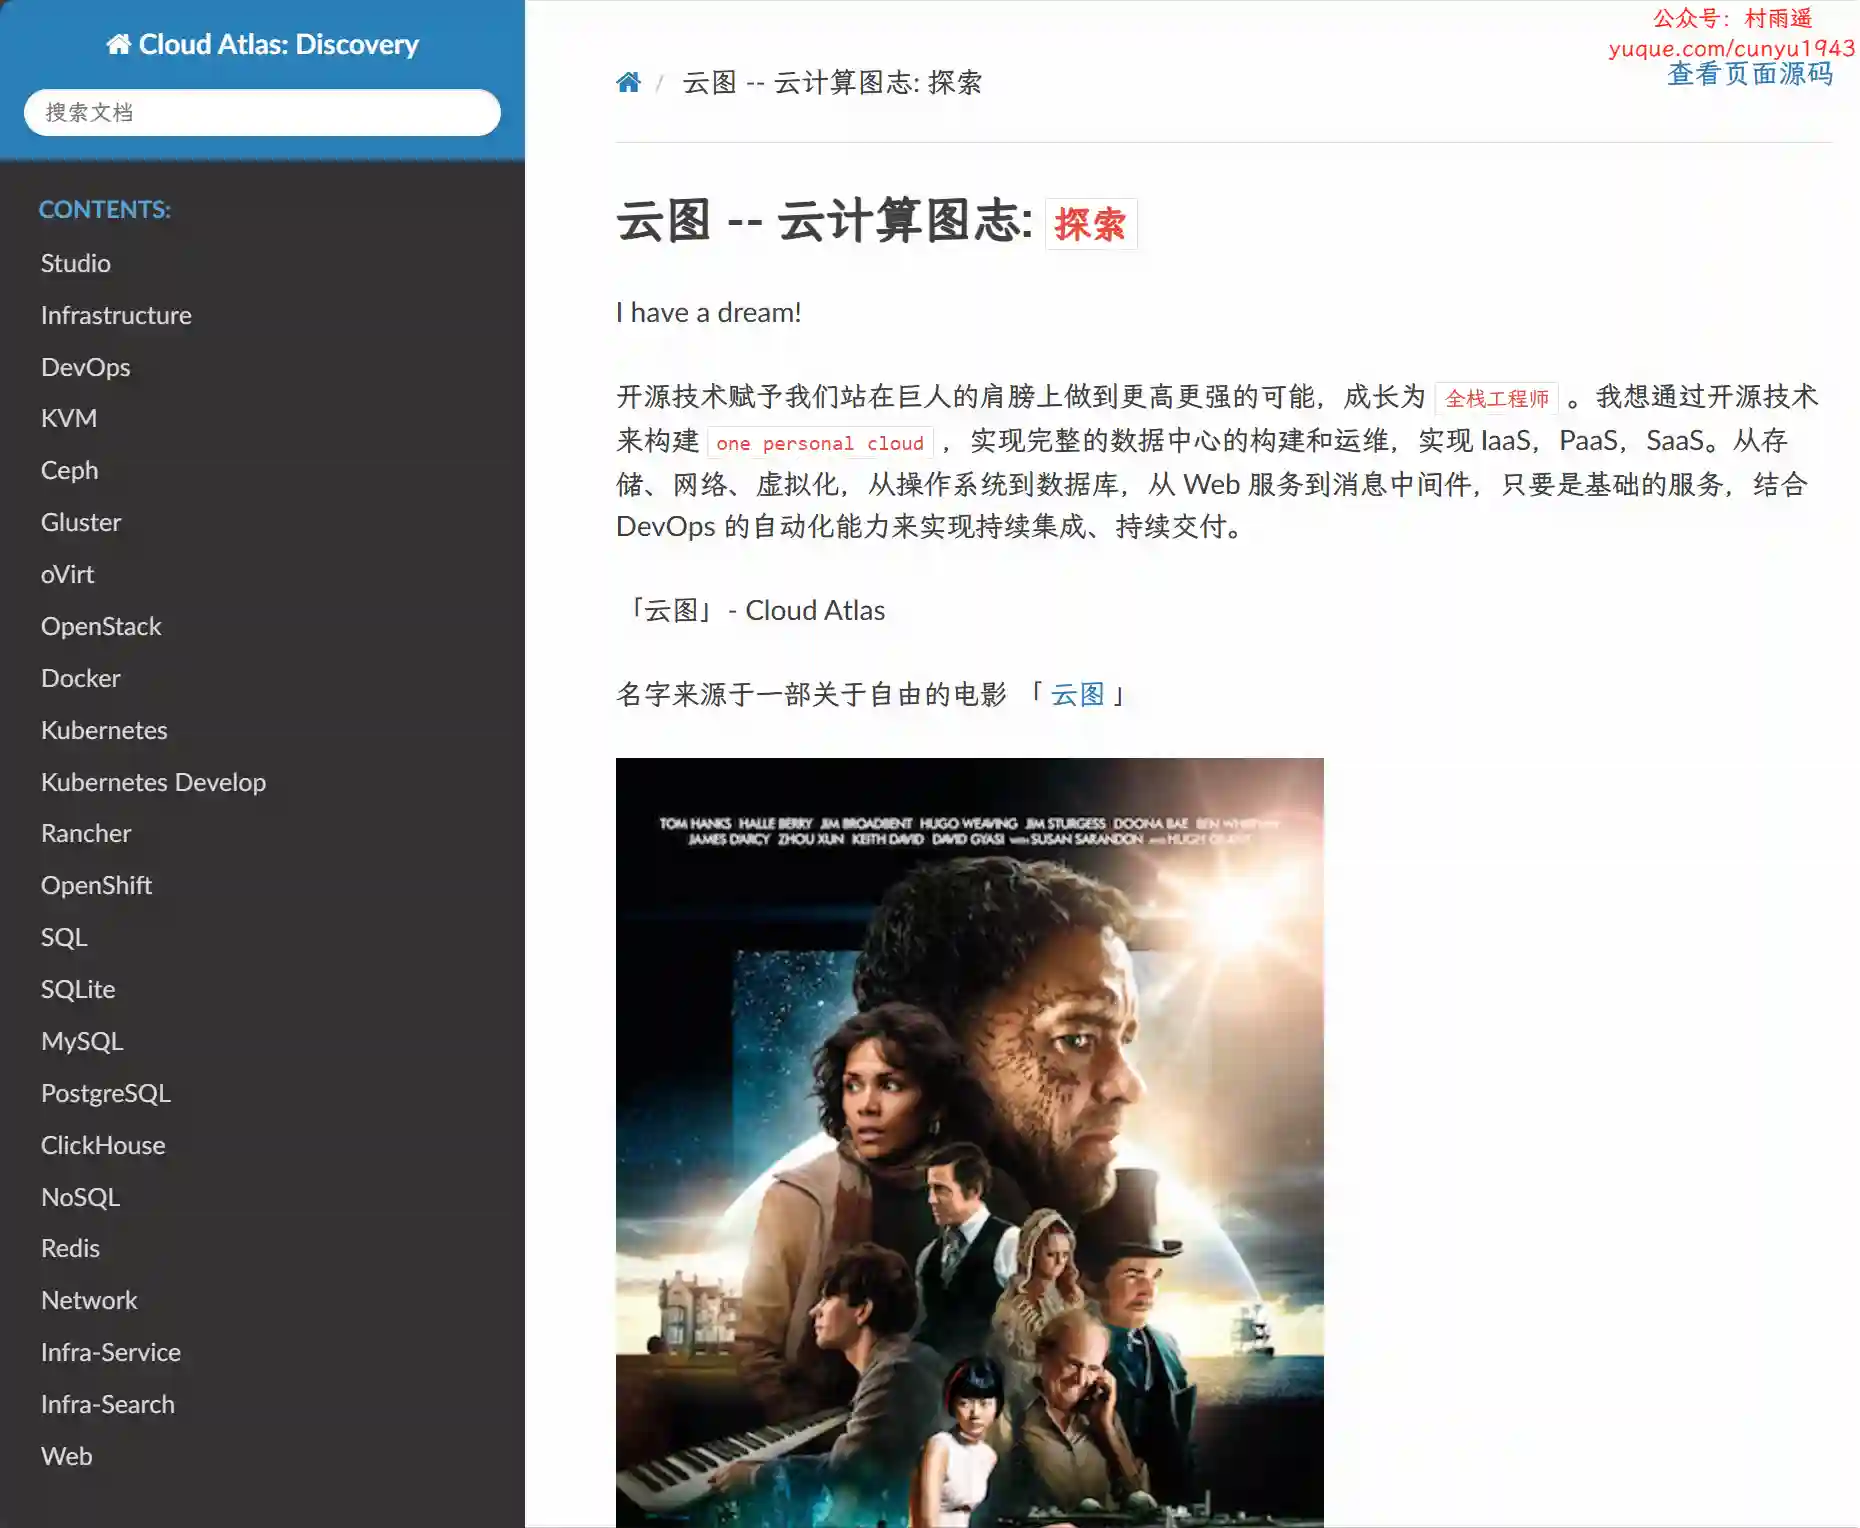 Cloud Atlas: Discovery
搜索文档
CONTENTS:
Studio
Infrastructure
DevOps
KVM
Ceph
Gluster
oVirt
OpenStack
Docker
Kubernetes
Kubernetes Develop
Rancher
OpenShift
SQL
SQLite
MySQL
PostgreSQL
ClickHouse
NoSQL
Redis
Network
Infra-Service
Infra-Search
Web
公众号：村雨遥
yuque.com/cunyu1943
查看页面源码
/ 云图 -- 云计算图志: 探索
云图 -- 云计算图志: 探索
I have a dream!
开源技术赋予我们站在巨人的肩膀上做到更高更强的可能，成长为 全栈工程师 。我想通过开源技术
来构建 one personal cloud ，实现完整的数据中心的构建和运维，实现 IaaS，PaaS，SaaS。从存
储、网络、虚拟化，从操作系统到数据库，从 Web 服务到消息中间件，只要是基础的服务，结合
DevOps 的自动化能力来实现持续集成、持续交付。
「云图」- Cloud Atlas
名字来源于一部关于自由的电影 「 云图 」
TOM HANKS HALLE BERRY JIM BROADBENT HUGO WEAVING JIM STURGESS DOONA BAE BEN WHISHAW
JAMES D'ARCY ZHOU XUN KEITH DAVID DAVID GYASI WITH SUSAN SARANDON AND HUGH GRANT